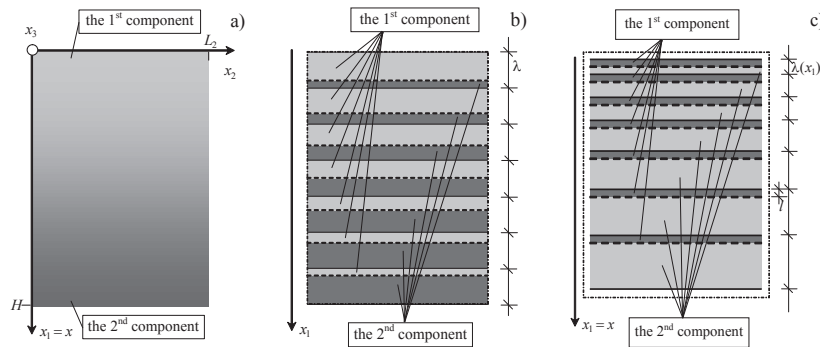 the 1st component
a)
x3
L2
x2
H
the 2nd component
x1 = x
the 1st component
b)
λ
x1
the 2nd component
the 1st component
c)
λ(x1)
l
x1 = x
the 2nd component